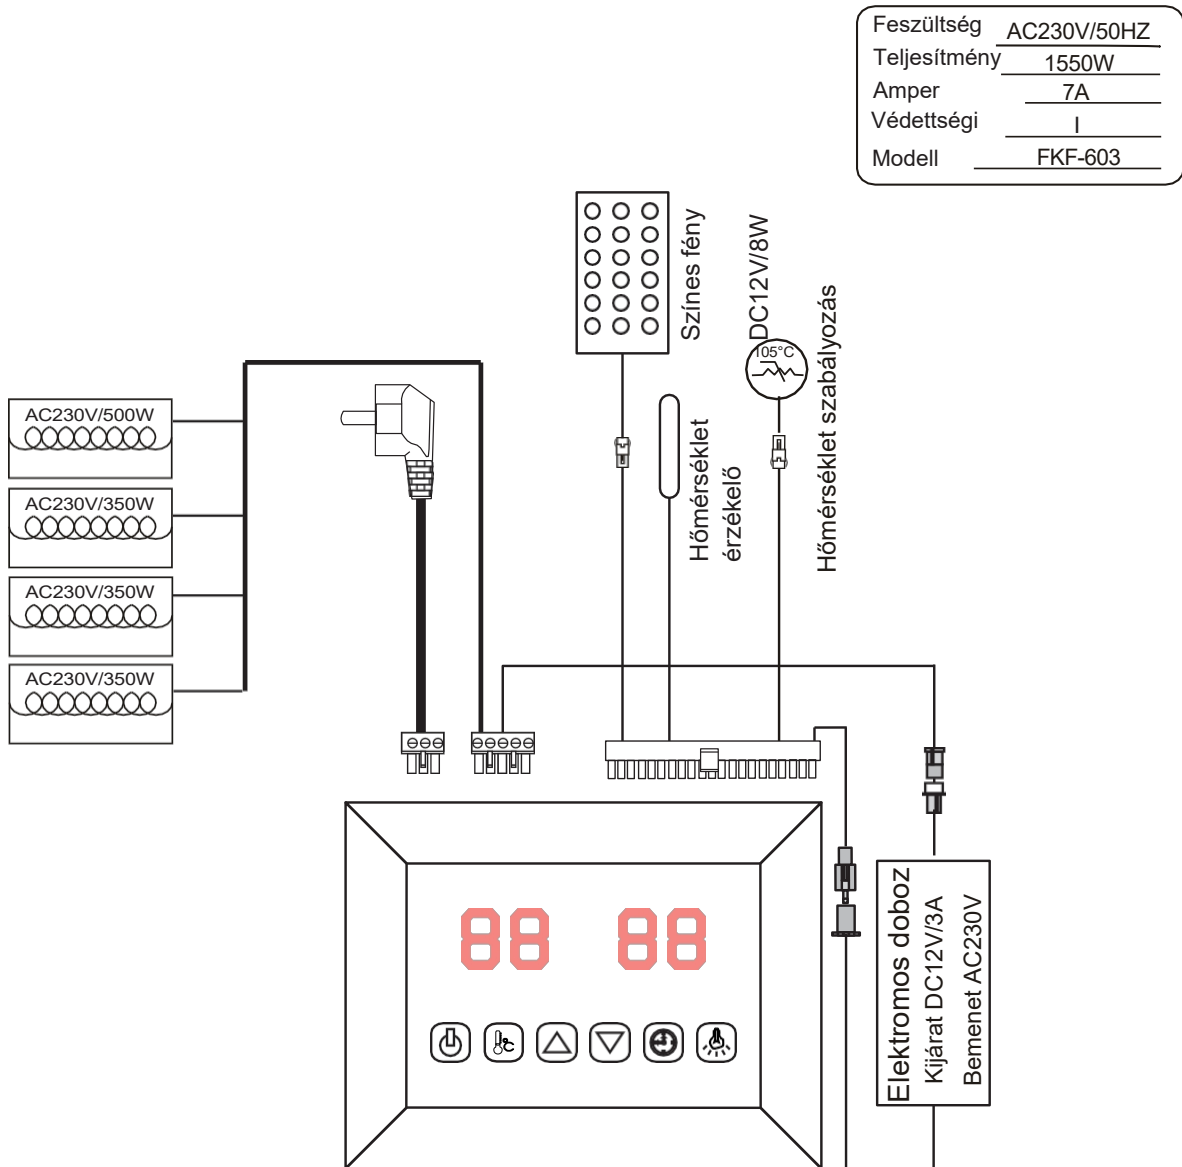 Feszültség AC230V/50HZ
Teljesítmény 1550W
Amper 7A
Védettségi I
Modell FKF-603
Színes fény
DC12V/8W
105°C
Hőmérséklet szabályozás
Hőmérséklet
érzékelő
AC230V/500W
AC230V/350W
AC230V/350W
AC230V/350W
88 88
°C
Elektromos doboz
Kijárat DC12V/3A
Bemenet AC230V